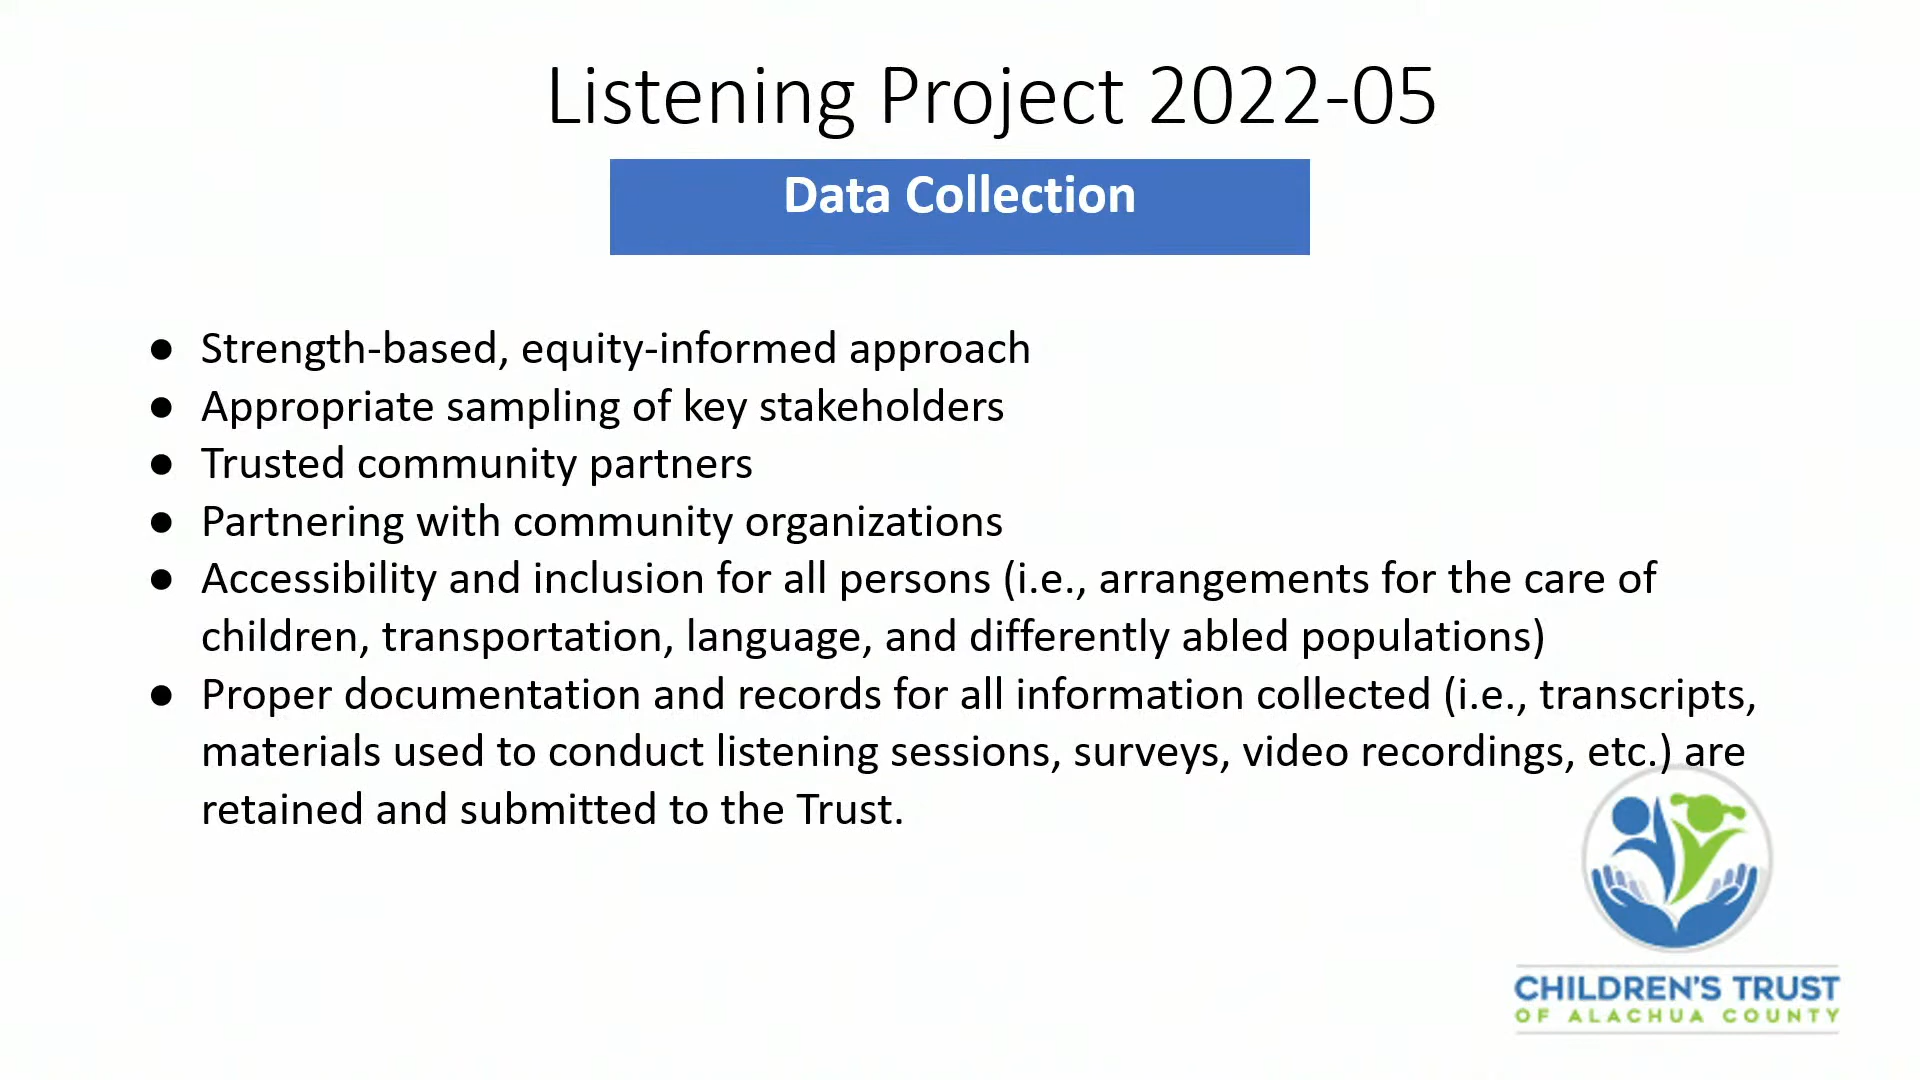 Listening Project 2022-05
Data Collection
● Strength-based, equity-informed approach
● Appropriate sampling of key stakeholders
● Trusted community partners
● Partnering with community organizations
● Accessibility and inclusion for all persons (i.e., arrangements for the care of
children, transportation, language, and differently abled populations)
● Proper documentation and records for all information collected (i.e., transcripts,
materials used to conduct listening sessions, surveys, video recordings, etc.) are
retained and submitted to the Trust.
CHILDREN'S TRUST
OF ALACHUA COUNTY